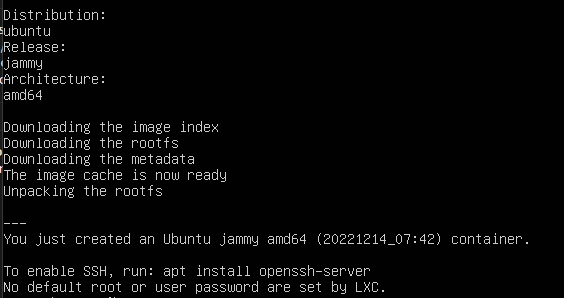 Distribution:
ubuntu
Release:
jammy
Architecture:
amd64
Downloading the image index
Downloading the rootfs
Downloading the metadata
The image cache is now ready
Unpacking the rootfs
---
You just created an Ubuntu jammy amd64 (20221214_07:42) container.
To enable SSH, run: apt install openssh-server
No default root or user password are set by LXC.